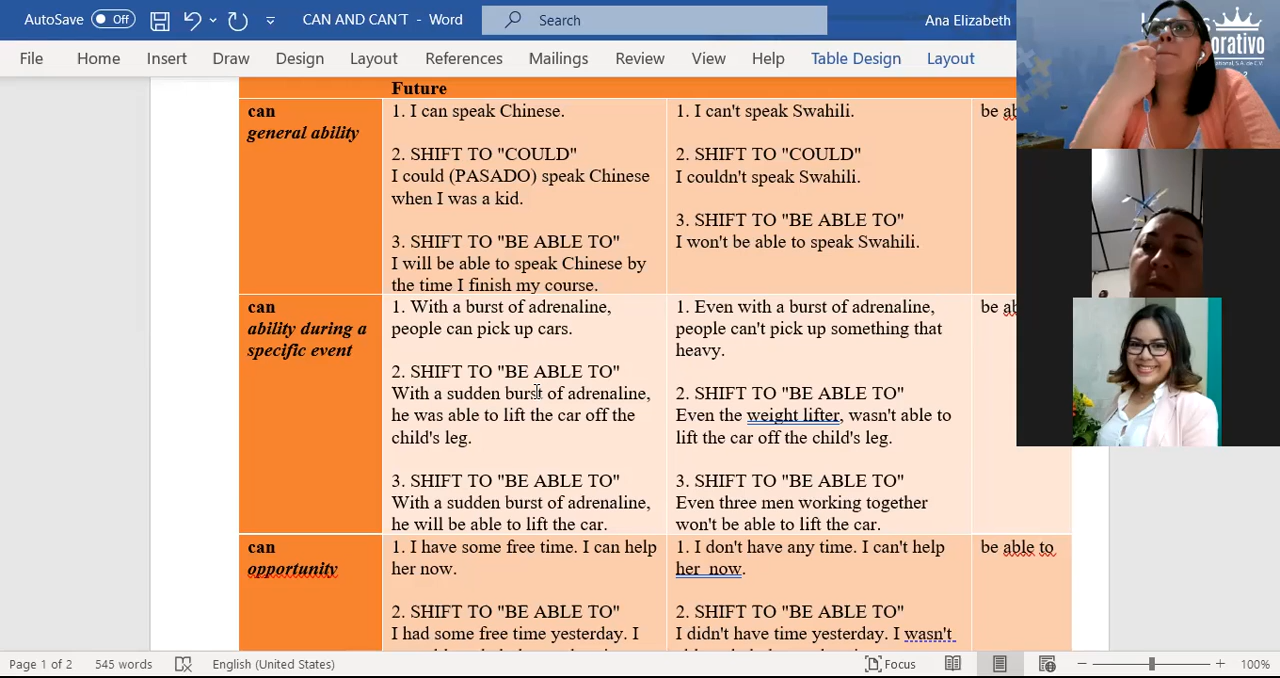 AutoSave Off CAN AND CAN'T - Word Search Ana Elizabeth
File Home Insert Draw Design Layout References Mailings Review View Help Table Design Layout
orativo
Future
can
general ability
1. I can speak Chinese.
2. SHIFT TO "COULD"
I could (PASADO) speak Chinese
when I was a kid.
3. SHIFT TO "BE ABLE TO"
I will be able to speak Chinese by
the time I finish my course.
1. I can't speak Swahili.
2. SHIFT TO "COULD"
I couldn't speak Swahili.
3. SHIFT TO "BE ABLE TO"
I won't be able to speak Swahili.
be ab
can
ability during a
specific event
1. With a burst of adrenaline,
people can pick up cars.
2. SHIFT TO "BE ABLE TO"
With a sudden burst of adrenaline,
he was able to lift the car off the
child's leg.
3. SHIFT TO "BE ABLE TO"
With a sudden burst of adrenaline,
he will be able to lift the car.
1. Even with a burst of adrenaline,
people can't pick up something that
heavy.
2. SHIFT TO "BE ABLE TO"
Even the weight lifter, wasn't able to
lift the car off the child's leg.
3. SHIFT TO "BE ABLE TO"
Even three men working together
won't be able to lift the car.
be ab
can
opportunity
1. I have some free time. I can help
her now.
2. SHIFT TO "BE ABLE TO"
I had some free time yesterday. I
1. I don't have any time. I can't help
her now.
2. SHIFT TO "BE ABLE TO"
I didn't have time yesterday. I wasn't
be able to
Page 1 of 2 545 words English (United States) Focus 100%